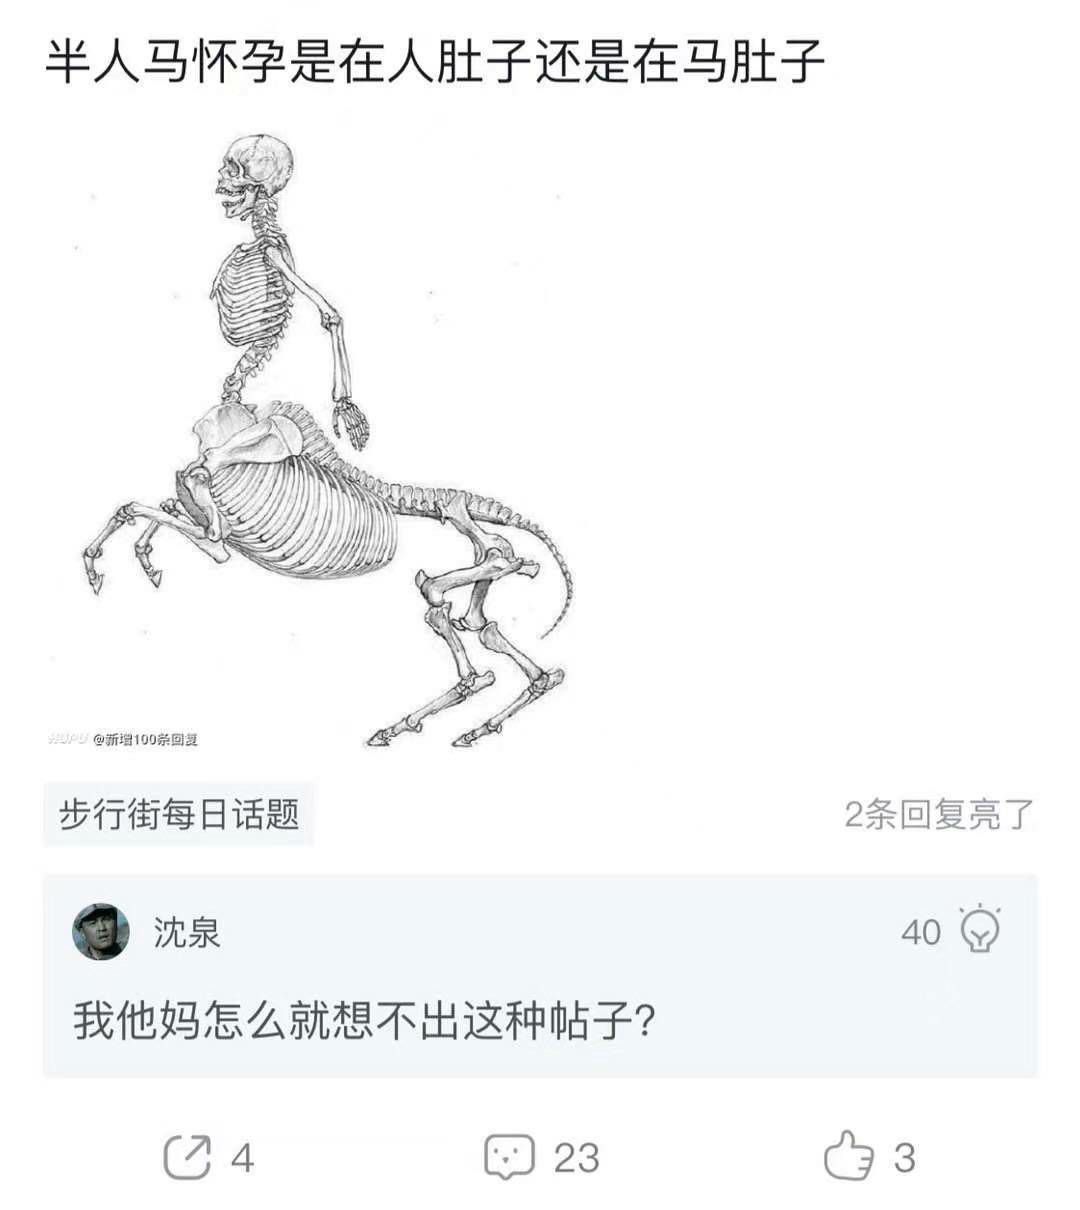 半人马怀孕是在人肚子还是在马肚子
HUPU @新增100条回复
步行街每日话题
2条回复亮了
沈泉
40
我他妈怎么就想不出这种帖子?
4
23
3